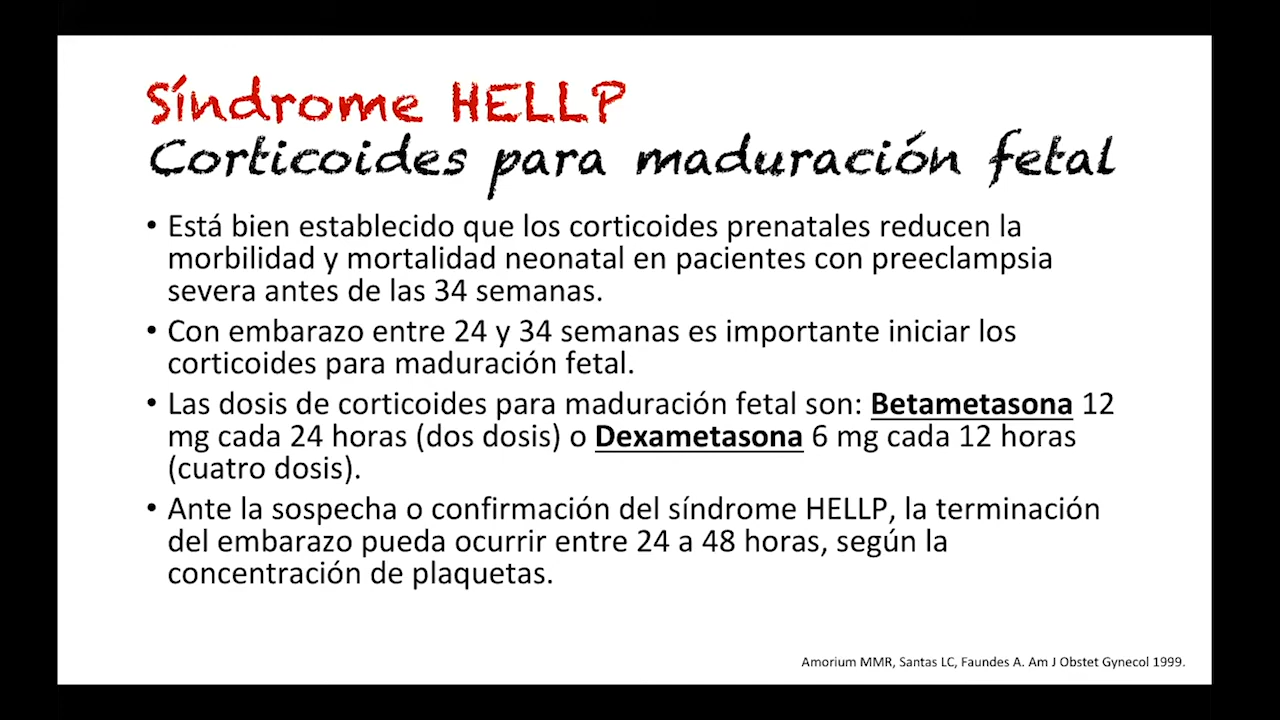 Síndrome HELLP
Corticoides para maduración fetal
• Está bien establecido que los corticoides prenatales reducen la
morbilidad y mortalidad neonatal en pacientes con preeclampsia
severa antes de las 34 semanas.
• Con embarazo entre 24 y 34 semanas es importante iniciar los
corticoides para maduración fetal.
• Las dosis de corticoides para maduración fetal son: Betametasona 12
mg cada 24 horas (dos dosis) o Dexametasona 6 mg cada 12 horas
(cuatro dosis).
• Ante la sospecha o confirmación del síndrome HELLP, la terminación
del embarazo pueda ocurrir entre 24 a 48 horas, según la
concentración de plaquetas.
Amorium MMR, Santas LC, Faundes A. Am J Obstet Gynecol 1999.